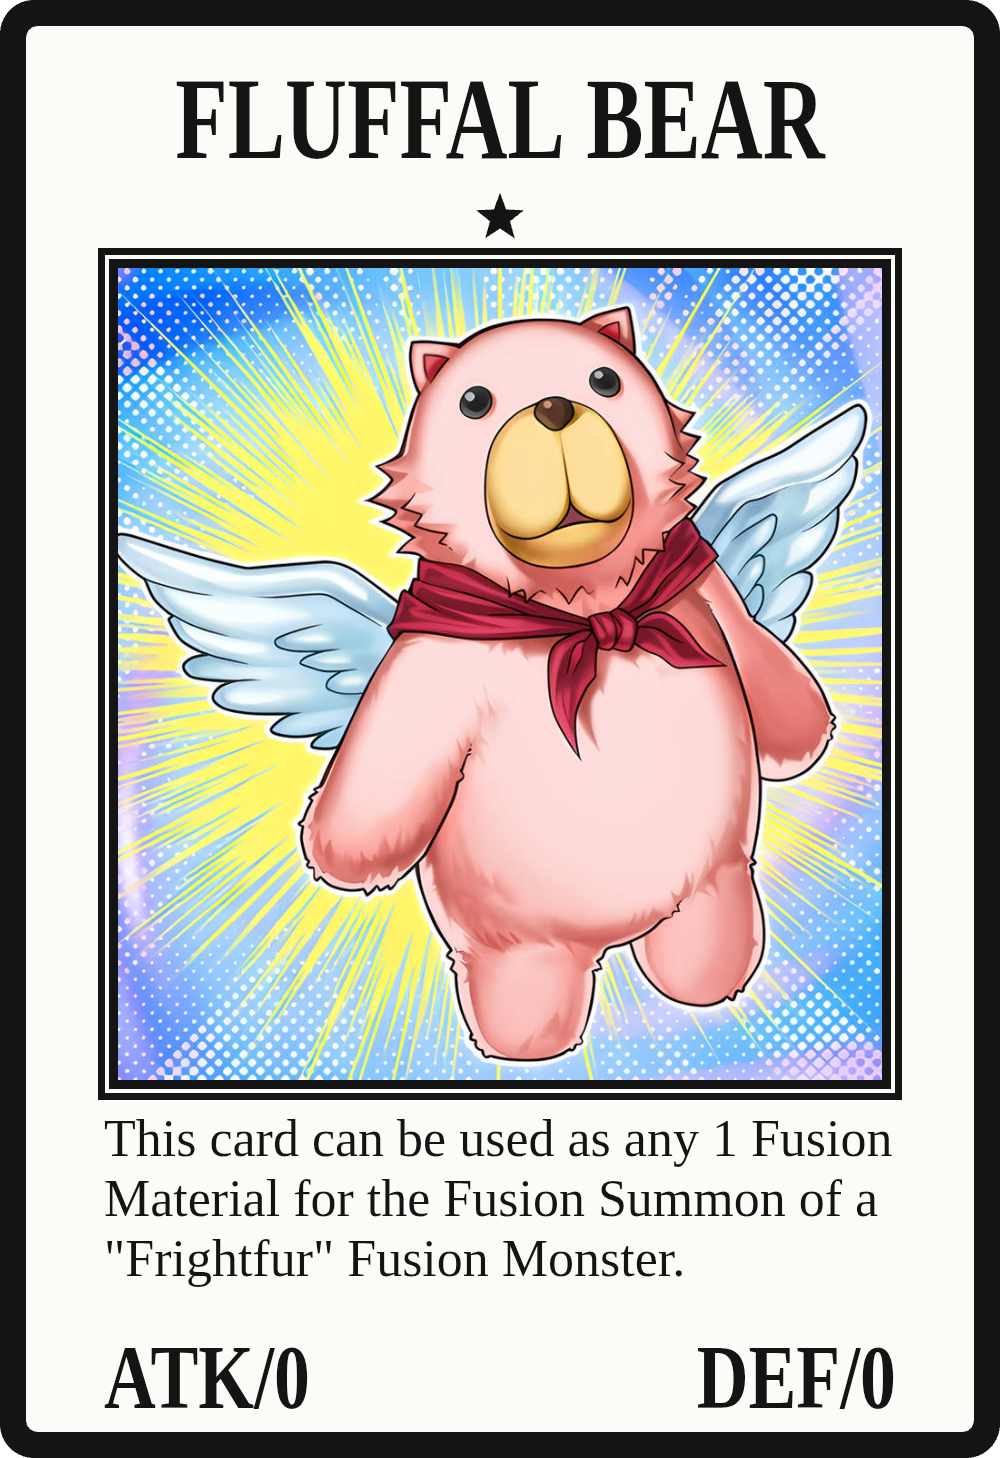 FLUFFAL BEAR
This card can be used as any 1 Fusion
Material for the Fusion Summon of a
"Frightfur" Fusion Monster.
ATK/0 DEF/0